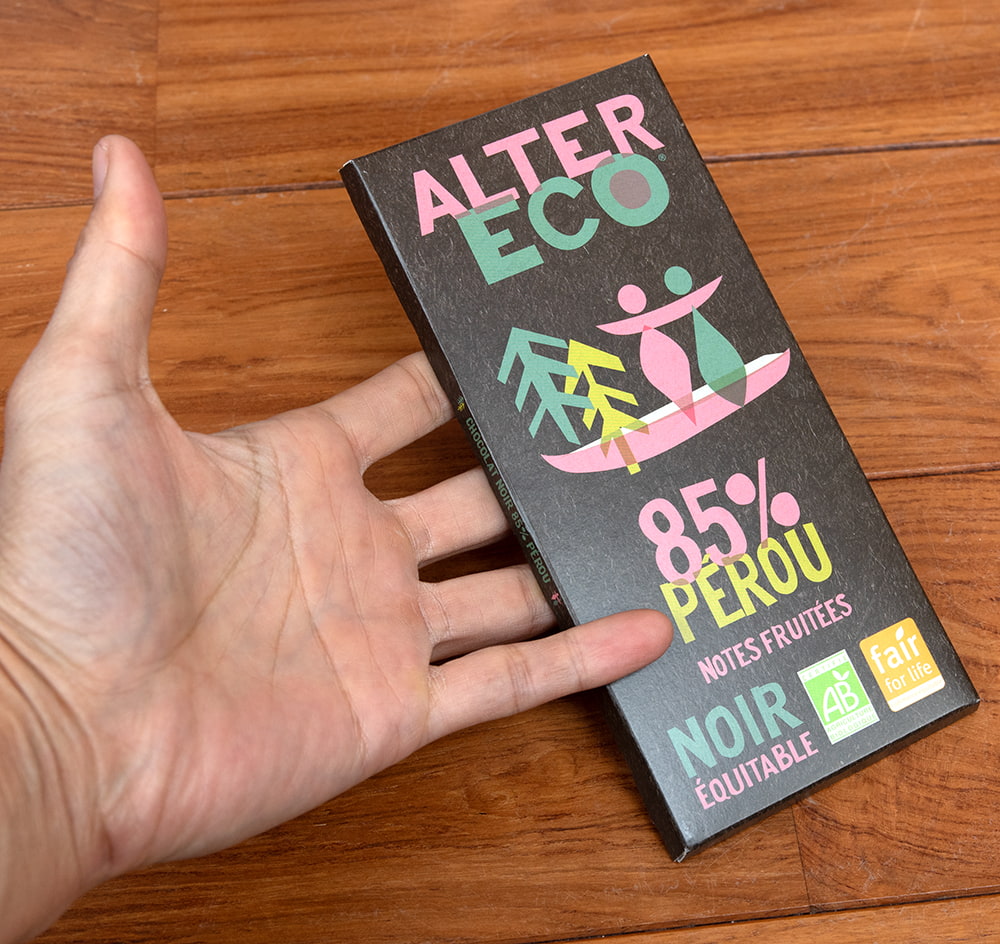 ALTER
ECO®
85%
PÉROU
NOTES FRUITÉES
NOIR
ÉQUITABLE
AB
fair
for life
CHOCOLAT NOIR 85% PÉROU